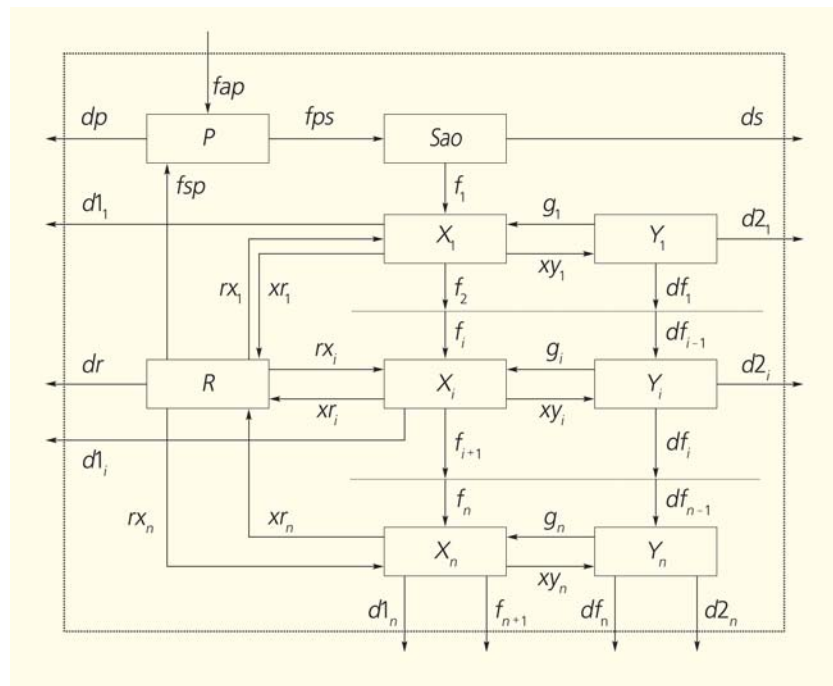 fap
dp P fps Sao ds
fsp f₁
d1₁ X₁ g₁ Y₁ d2₁
xy₁
rx₁ xr₁ f₂ df₁
rxᵢ fᵢ gᵢ dfᵢ₋₁
dr R Xᵢ Yᵢ d2ᵢ
xrᵢ xyᵢ
d1ᵢ fᵢ₊₁ dfᵢ
rxₙ xrₙ fₙ gₙ dfₙ₋₁
Xₙ Yₙ
xyₙ
d1ₙ fₙ₊₁ dfₙ d2ₙ